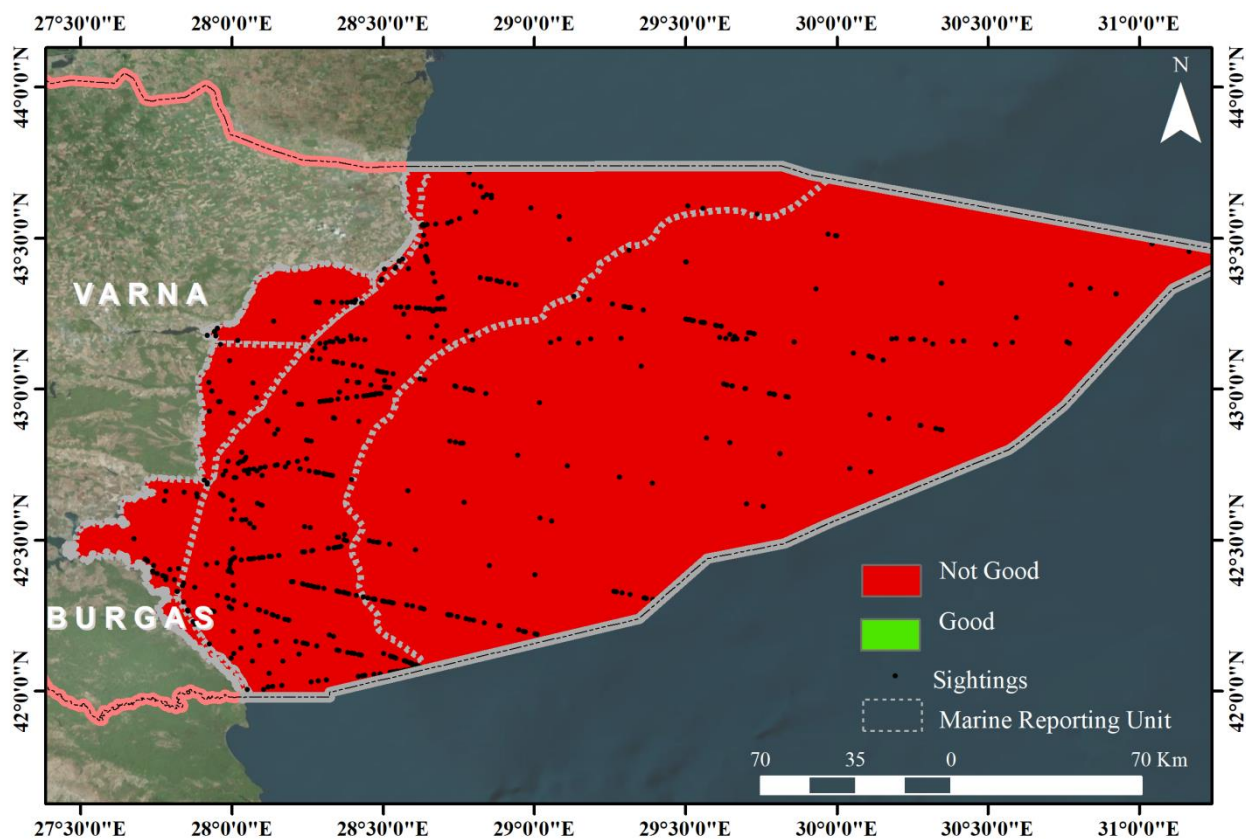 27°30'0"E 28°0'0"E 28°30'0"E 29°0'0"E 29°30'0"E 30°0'0"E 30°30'0"E 31°0'0"E
N
44°0'0"N 44°0'0"N
43°30'0"N 43°30'0"N
VARNA
43°0'0"N 43°0'0"N
42°30'0"N 42°30'0"N
Not Good
BURGAS
Good
Sightings
42°0'0"N 42°0'0"N
Marine Reporting Unit
70 35 0 70 Km
27°30'0"E 28°0'0"E 28°30'0"E 29°0'0"E 29°30'0"E 30°0'0"E 30°30'0"E 31°0'0"E